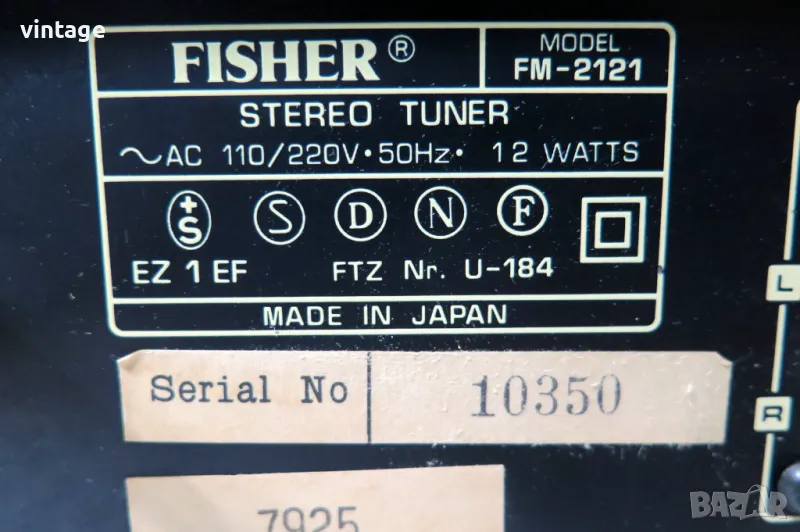 vintage
FISHER® MODEL
FM-2121
STEREO TUNER
~AC 110/220V·50Hz· 12 WATTS
+S S D N F
EZ 1 EF FTZ Nr. U-184
MADE IN JAPAN
L
Serial No 10350
R
7925
BAZAR